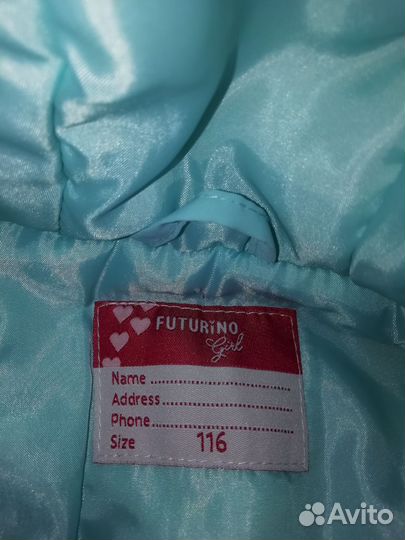 FUTURINO
Girl
Name..............................
Address..........................
Phone............................
Size 116
Avito